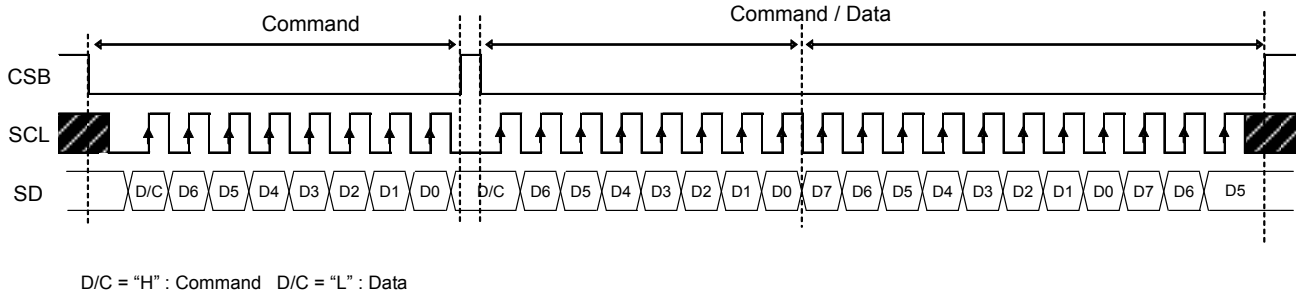 Command
Command / Data
CSB
SCL
SD
D/C D6 D5 D4 D3 D2 D1 D0 D/C D6 D5 D4 D3 D2 D1 D0 D7 D6 D5 D4 D3 D2 D1 D0 D7 D6 D5
D/C = “H” : Command D/C = “L” : Data